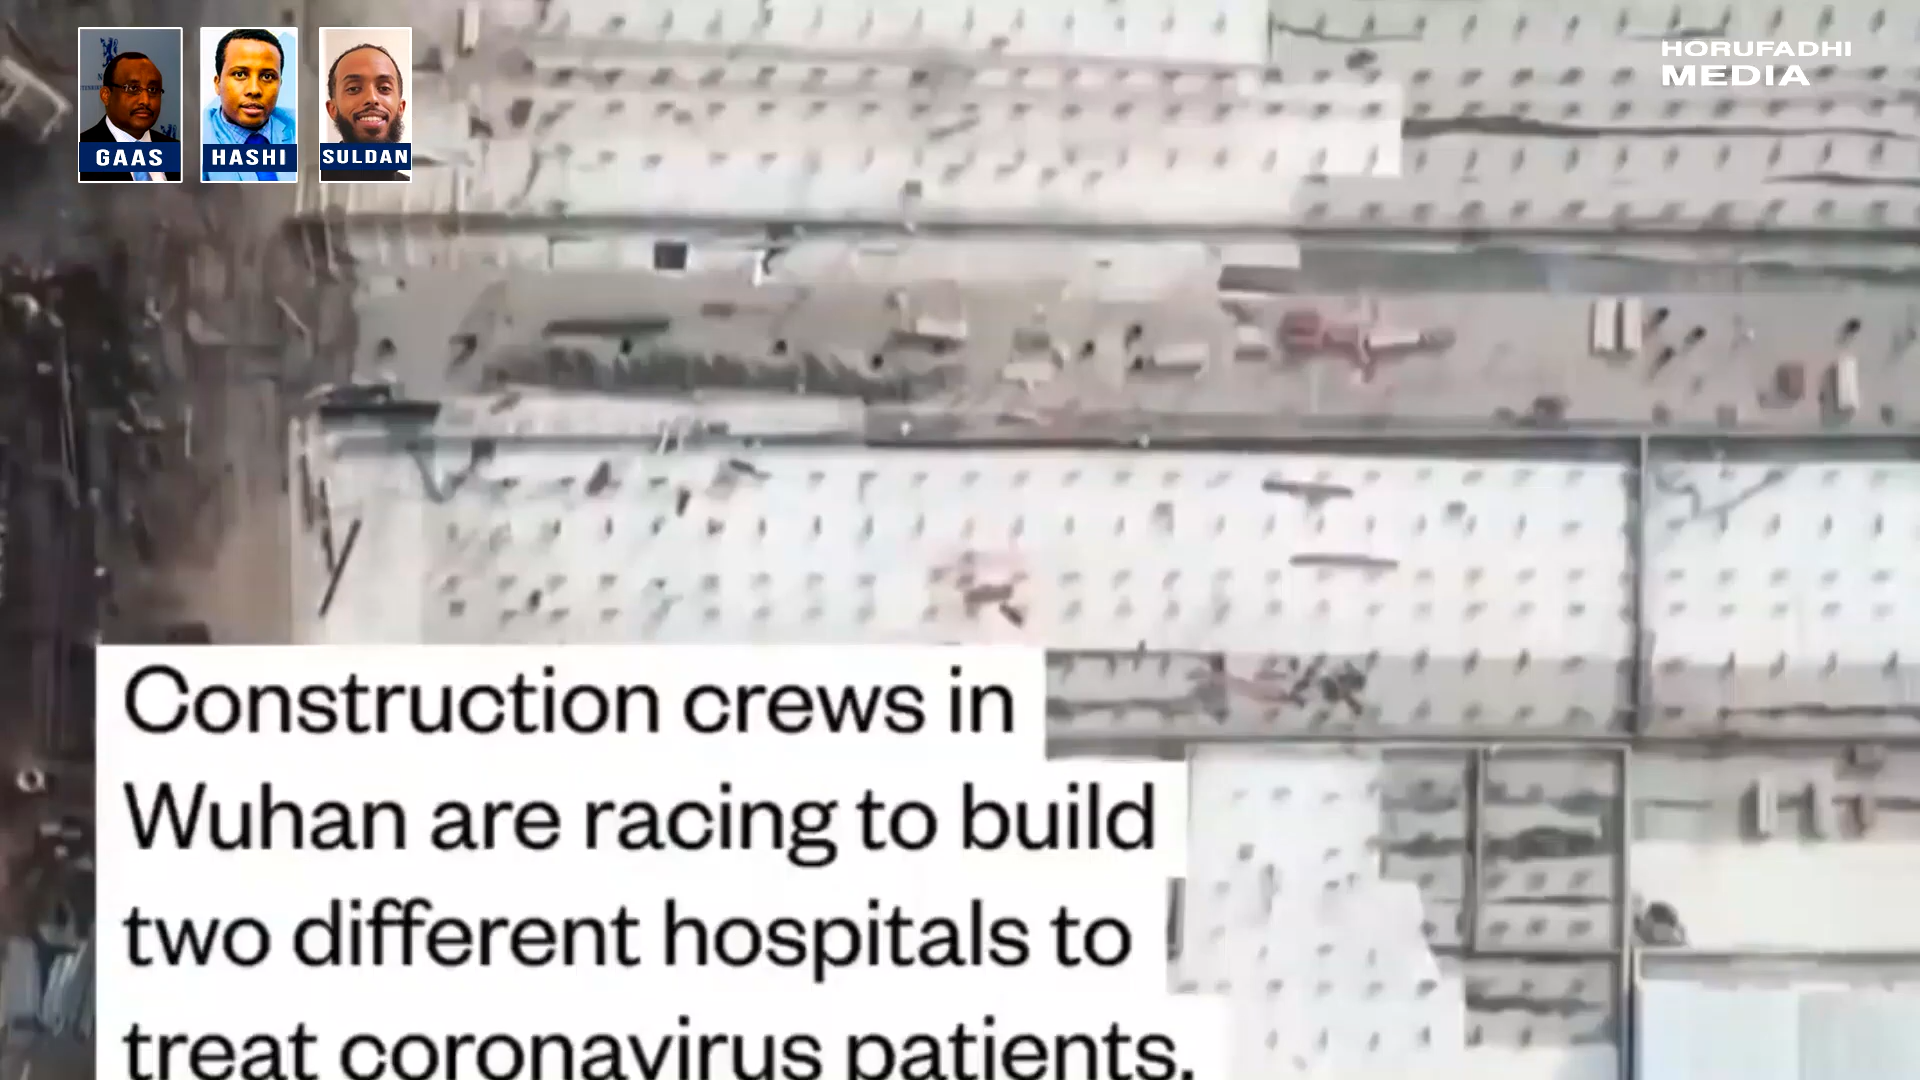 GAAS
HASHI
SULDAN
HORUFADHI
MEDIA
Construction crews in
Wuhan are racing to build
two different hospitals to
treat coronavirus patients.